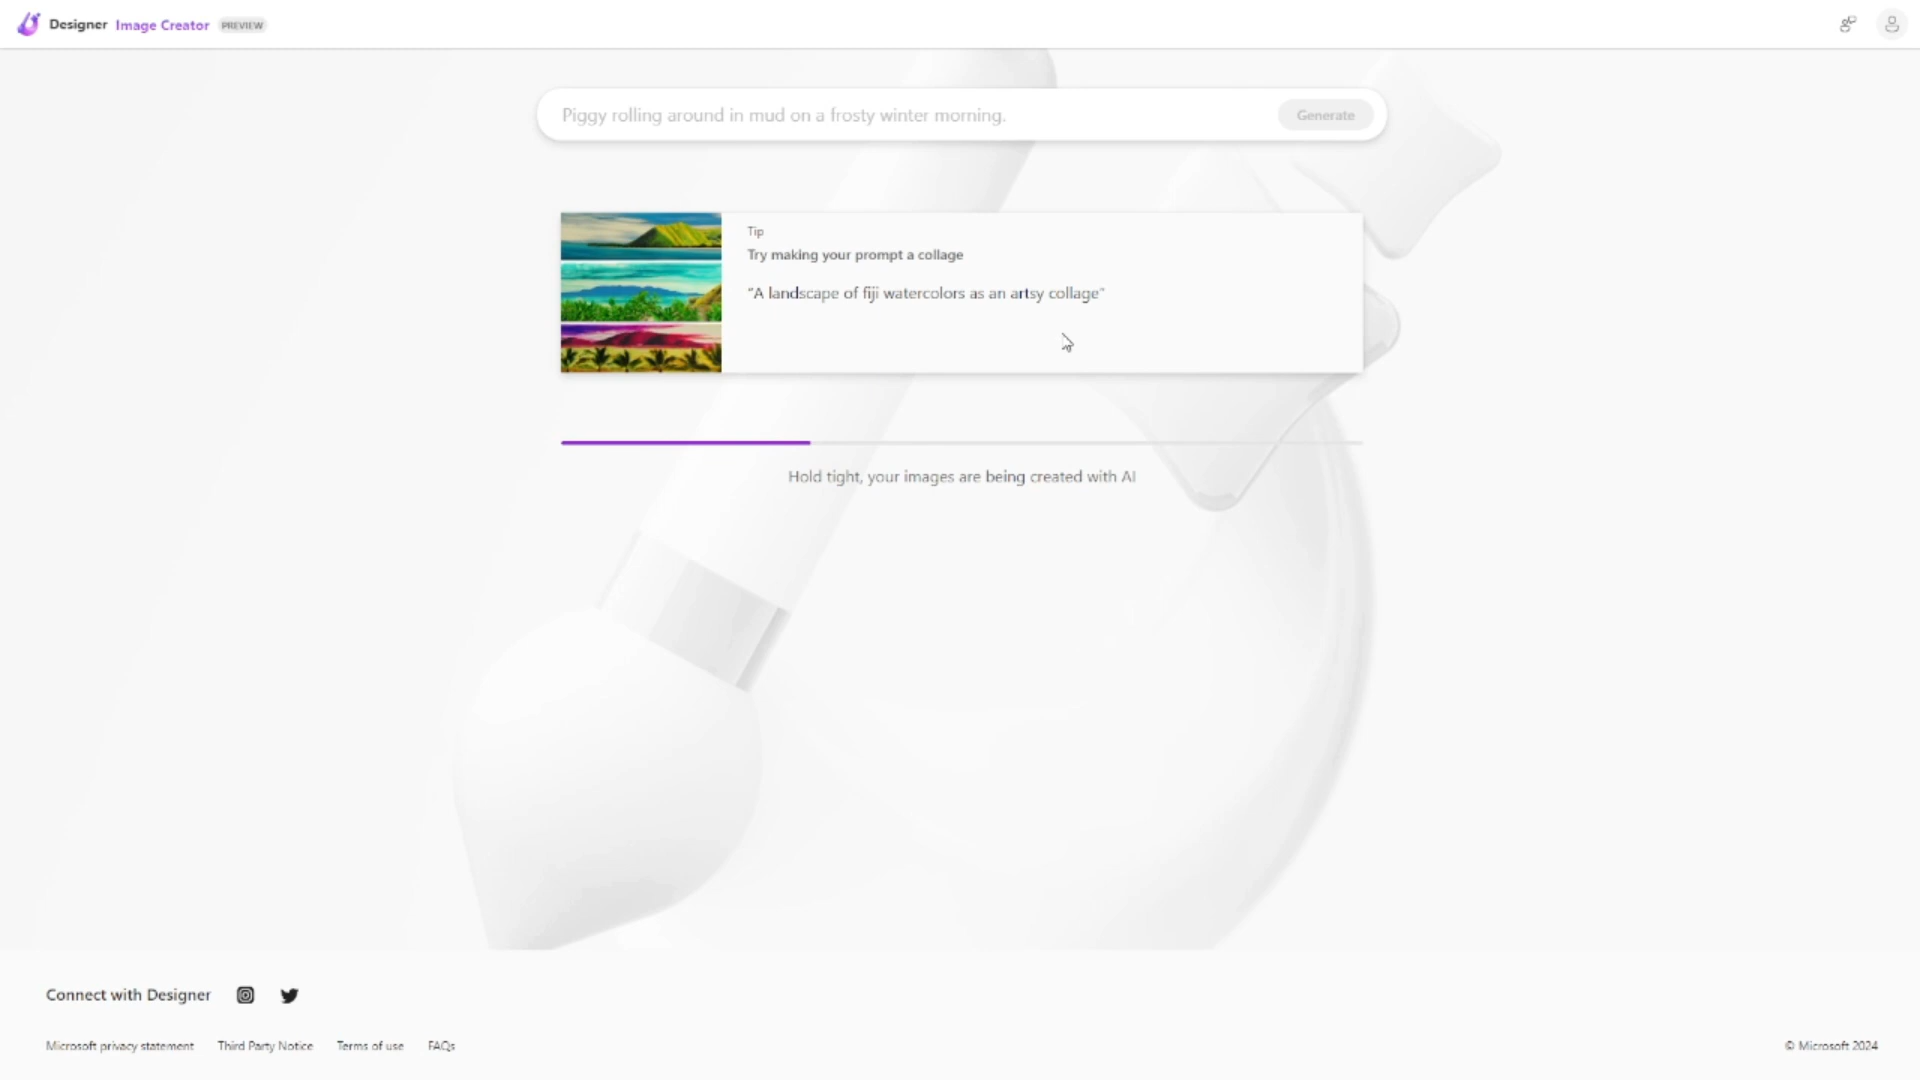 Designer Image Creator PREVIEW
Piggy rolling around in mud on a frosty winter morning.
Generate
Tip
Try making your prompt a collage
"A landscape of fiji watercolors as an artsy collage"
Hold tight, your images are being created with AI
Connect with Designer
Microsoft privacy statement Third Party Notice Terms of use FAQs
© Microsoft 2024